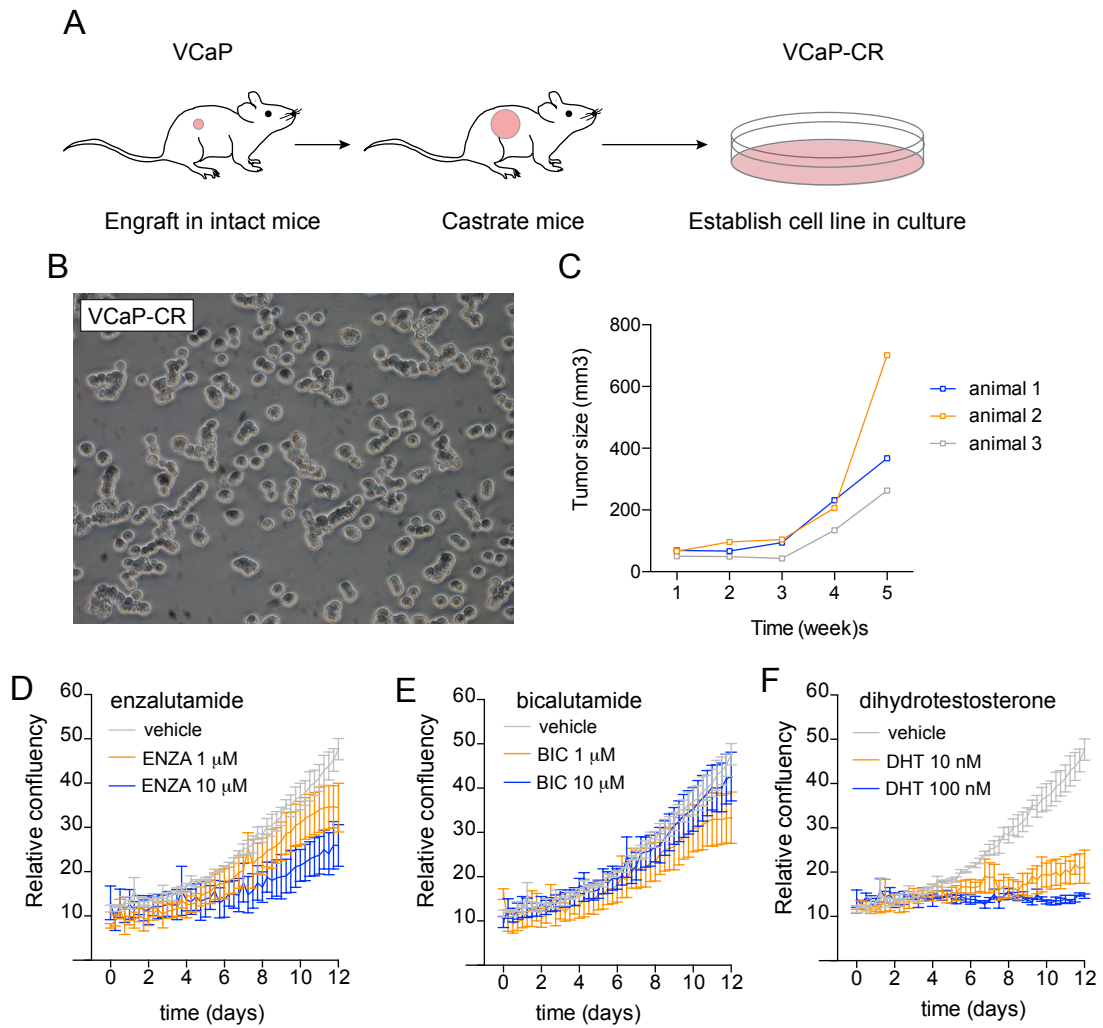 A
VCaP
VCaP-CR
Engraft in intact mice
Castrate mice
Establish cell line in culture
B
VCaP-CR
C
Tumor size (mm3)
800
600
400
200
0
1 2 3 4 5
Time (week)s
animal 1
animal 2
animal 3
D
Relative confluency
60
50
40
30
20
10
enzalutamide
vehicle
ENZA 1 μM
ENZA 10 μM
0 2 4 6 8 10 12
time (days)
E
Relative confluency
60
50
40
30
20
10
bicalutamide
vehicle
BIC 1 μM
BIC 10 μM
0 2 4 6 8 10 12
time (days)
F
Relative confluency
60
50
40
30
20
10
dihydrotestosterone
vehicle
DHT 10 nM
DHT 100 nM
0 2 4 6 8 10 12
time (days)